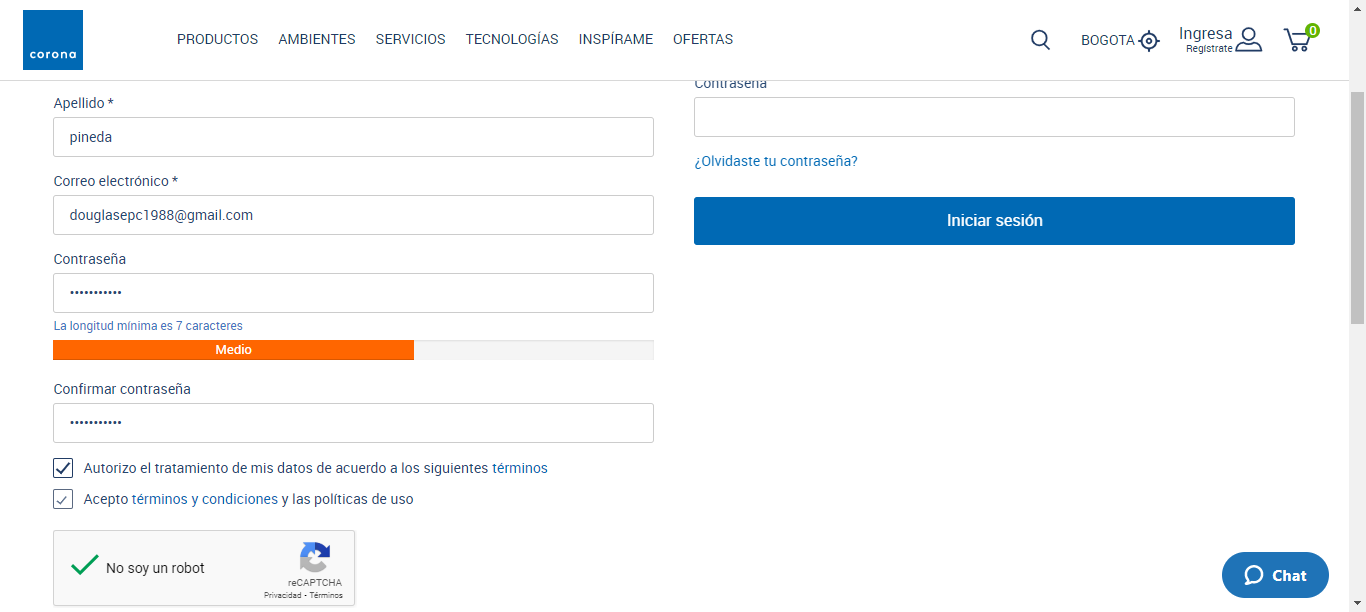 corona
PRODUCTOS AMBIENTES SERVICIOS TECNOLOGÍAS INSPÍRAME OFERTAS
BOGOTA
Ingresa
Regístrate
0
Apellido *
pineda
Correo electrónico *
douglasepc1988@gmail.com
Contraseña
•••••••••••
La longitud mínima es 7 caracteres
Medio
Confirmar contraseña
•••••••••••
Autorizo el tratamiento de mis datos de acuerdo a los siguientes términos
Acepto términos y condiciones y las políticas de uso
No soy un robot
reCAPTCHA
Privacidad - Términos
Contraseña
¿Olvidaste tu contraseña?
Iniciar sesión
Chat